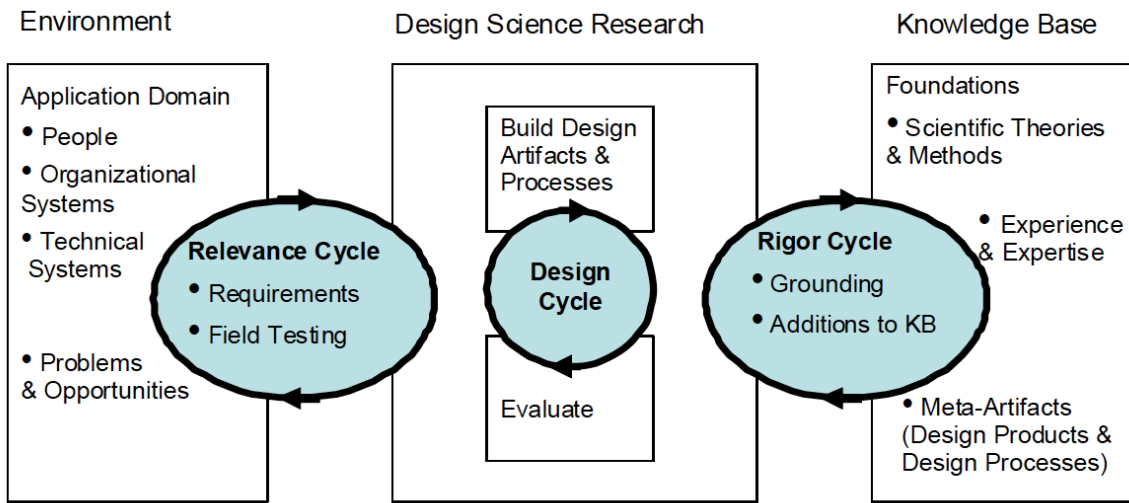 Environment
Design Science Research
Knowledge Base
Application Domain
• People
• Organizational
Systems
• Technical
Systems
• Problems
& Opportunities
Relevance Cycle
• Requirements
• Field Testing
Build Design
Artifacts &
Processes
Design
Cycle
Evaluate
Rigor Cycle
• Grounding
• Additions to KB
Foundations
• Scientific Theories
& Methods
• Experience
& Expertise
• Meta-Artifacts
(Design Products &
Design Processes)